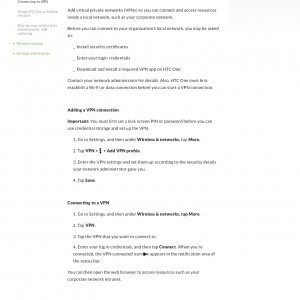 Connecting to VPN
Using HTC One as Mobile Hotspot
Sharing your mobile data connection by USB tethering
Wireless sharing
Storage and Security
Add virtual private networks (VPNs) so you can connect and access resources
inside a local network, such as your corporate network.
Before you can connect to your organisation's local network, you may be asked
to:
_ Install security certificates
_ Enter your login credentials
_ Download and install a required VPN app on HTC One
Contact your network administrator for details. Also, HTC One must first
establish a Wi-Fi or data connection before you can start a VPN connection.
Adding a VPN connection
Important: You must first set a lock screen PIN or password before you can
use credential storage and set up the VPN.
1. Go to Settings, and then under Wireless & networks, tap More.
2. Tap VPN > ⋮ > Add VPN profile.
3. Enter the VPN settings and set them up according to the security details
your network administrator gave you.
4. Tap Save.
Connecting to a VPN
1. Go to Settings, and then under Wireless & networks, tap More.
2. Tap VPN.
3. Tap the VPN that you want to connect to.
4. Enter your log in credentials, and then tap Connect. When you're
connected, the VPN connected icon appears in the notification area of
the status bar.
You can then open the web browser to access resources such as your
corporate network intranet.